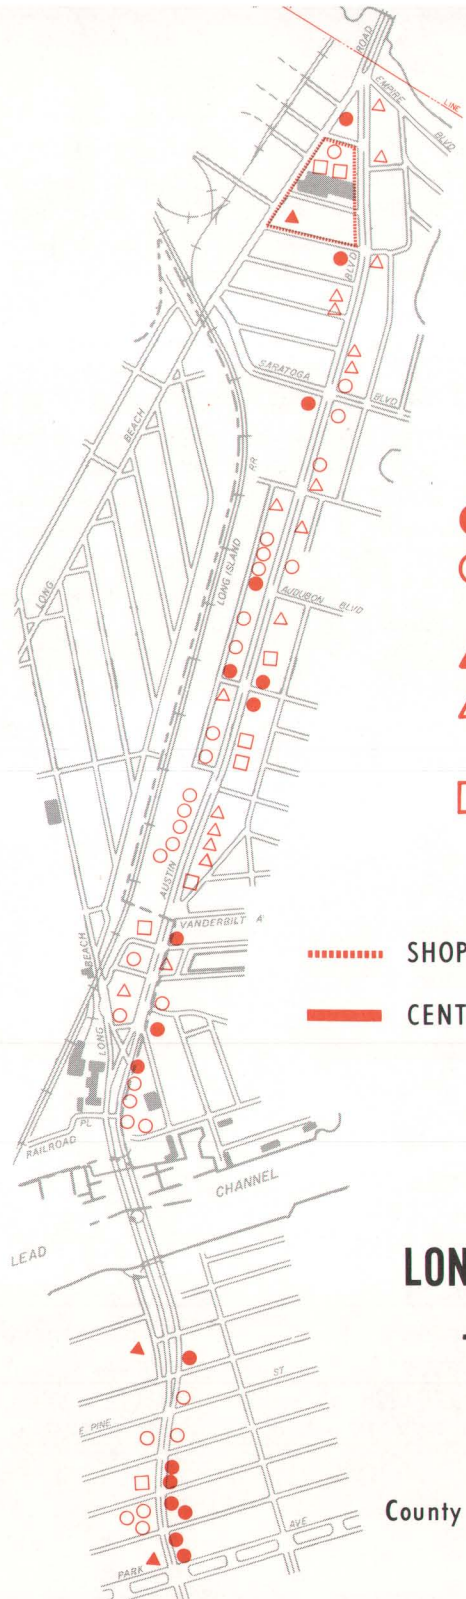 ROAD
LINE
EMPIRE
BLVD
BLVD
SARATOGA
BLVD
BEACH
RR
LONG ISLAND
LONG
AUDUBON BLVD
AUSTIN
VANDERBILT A
BEACH
LONG
SHOP
CENT
RAILROAD PL
CHANNEL
LEAD
LON
ST
E. PINE
County
AVE
PARK